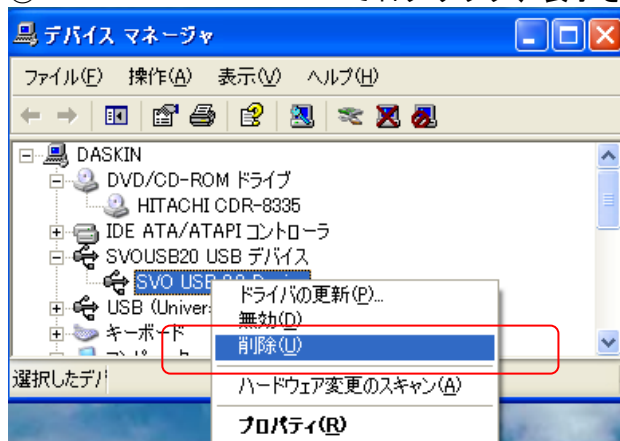 デバイス マネージャ
ファイル(F) 操作(A) 表示(V) ヘルプ(H)
DASKIN
DVD/CD-ROM ドライブ
HITACHI CDR-8335
IDE ATA/ATAPI コントローラ
SVOUSB20 USB デバイス
SVO USB
USB (Univer
キーボード
ドライバの更新(P)...
無効(D)
削除(U)
ハードウェア変更のスキャン(A)
プロパティ(R)
選択したデバ